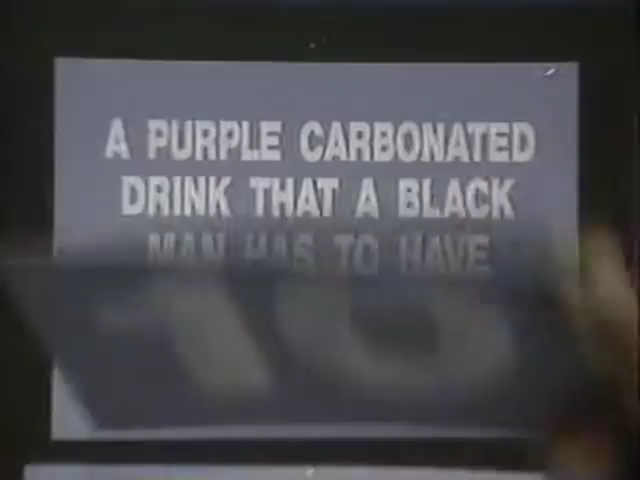 A PURPLE CARBONATED
DRINK THAT A BLACK
MAN HAS TO HAVE